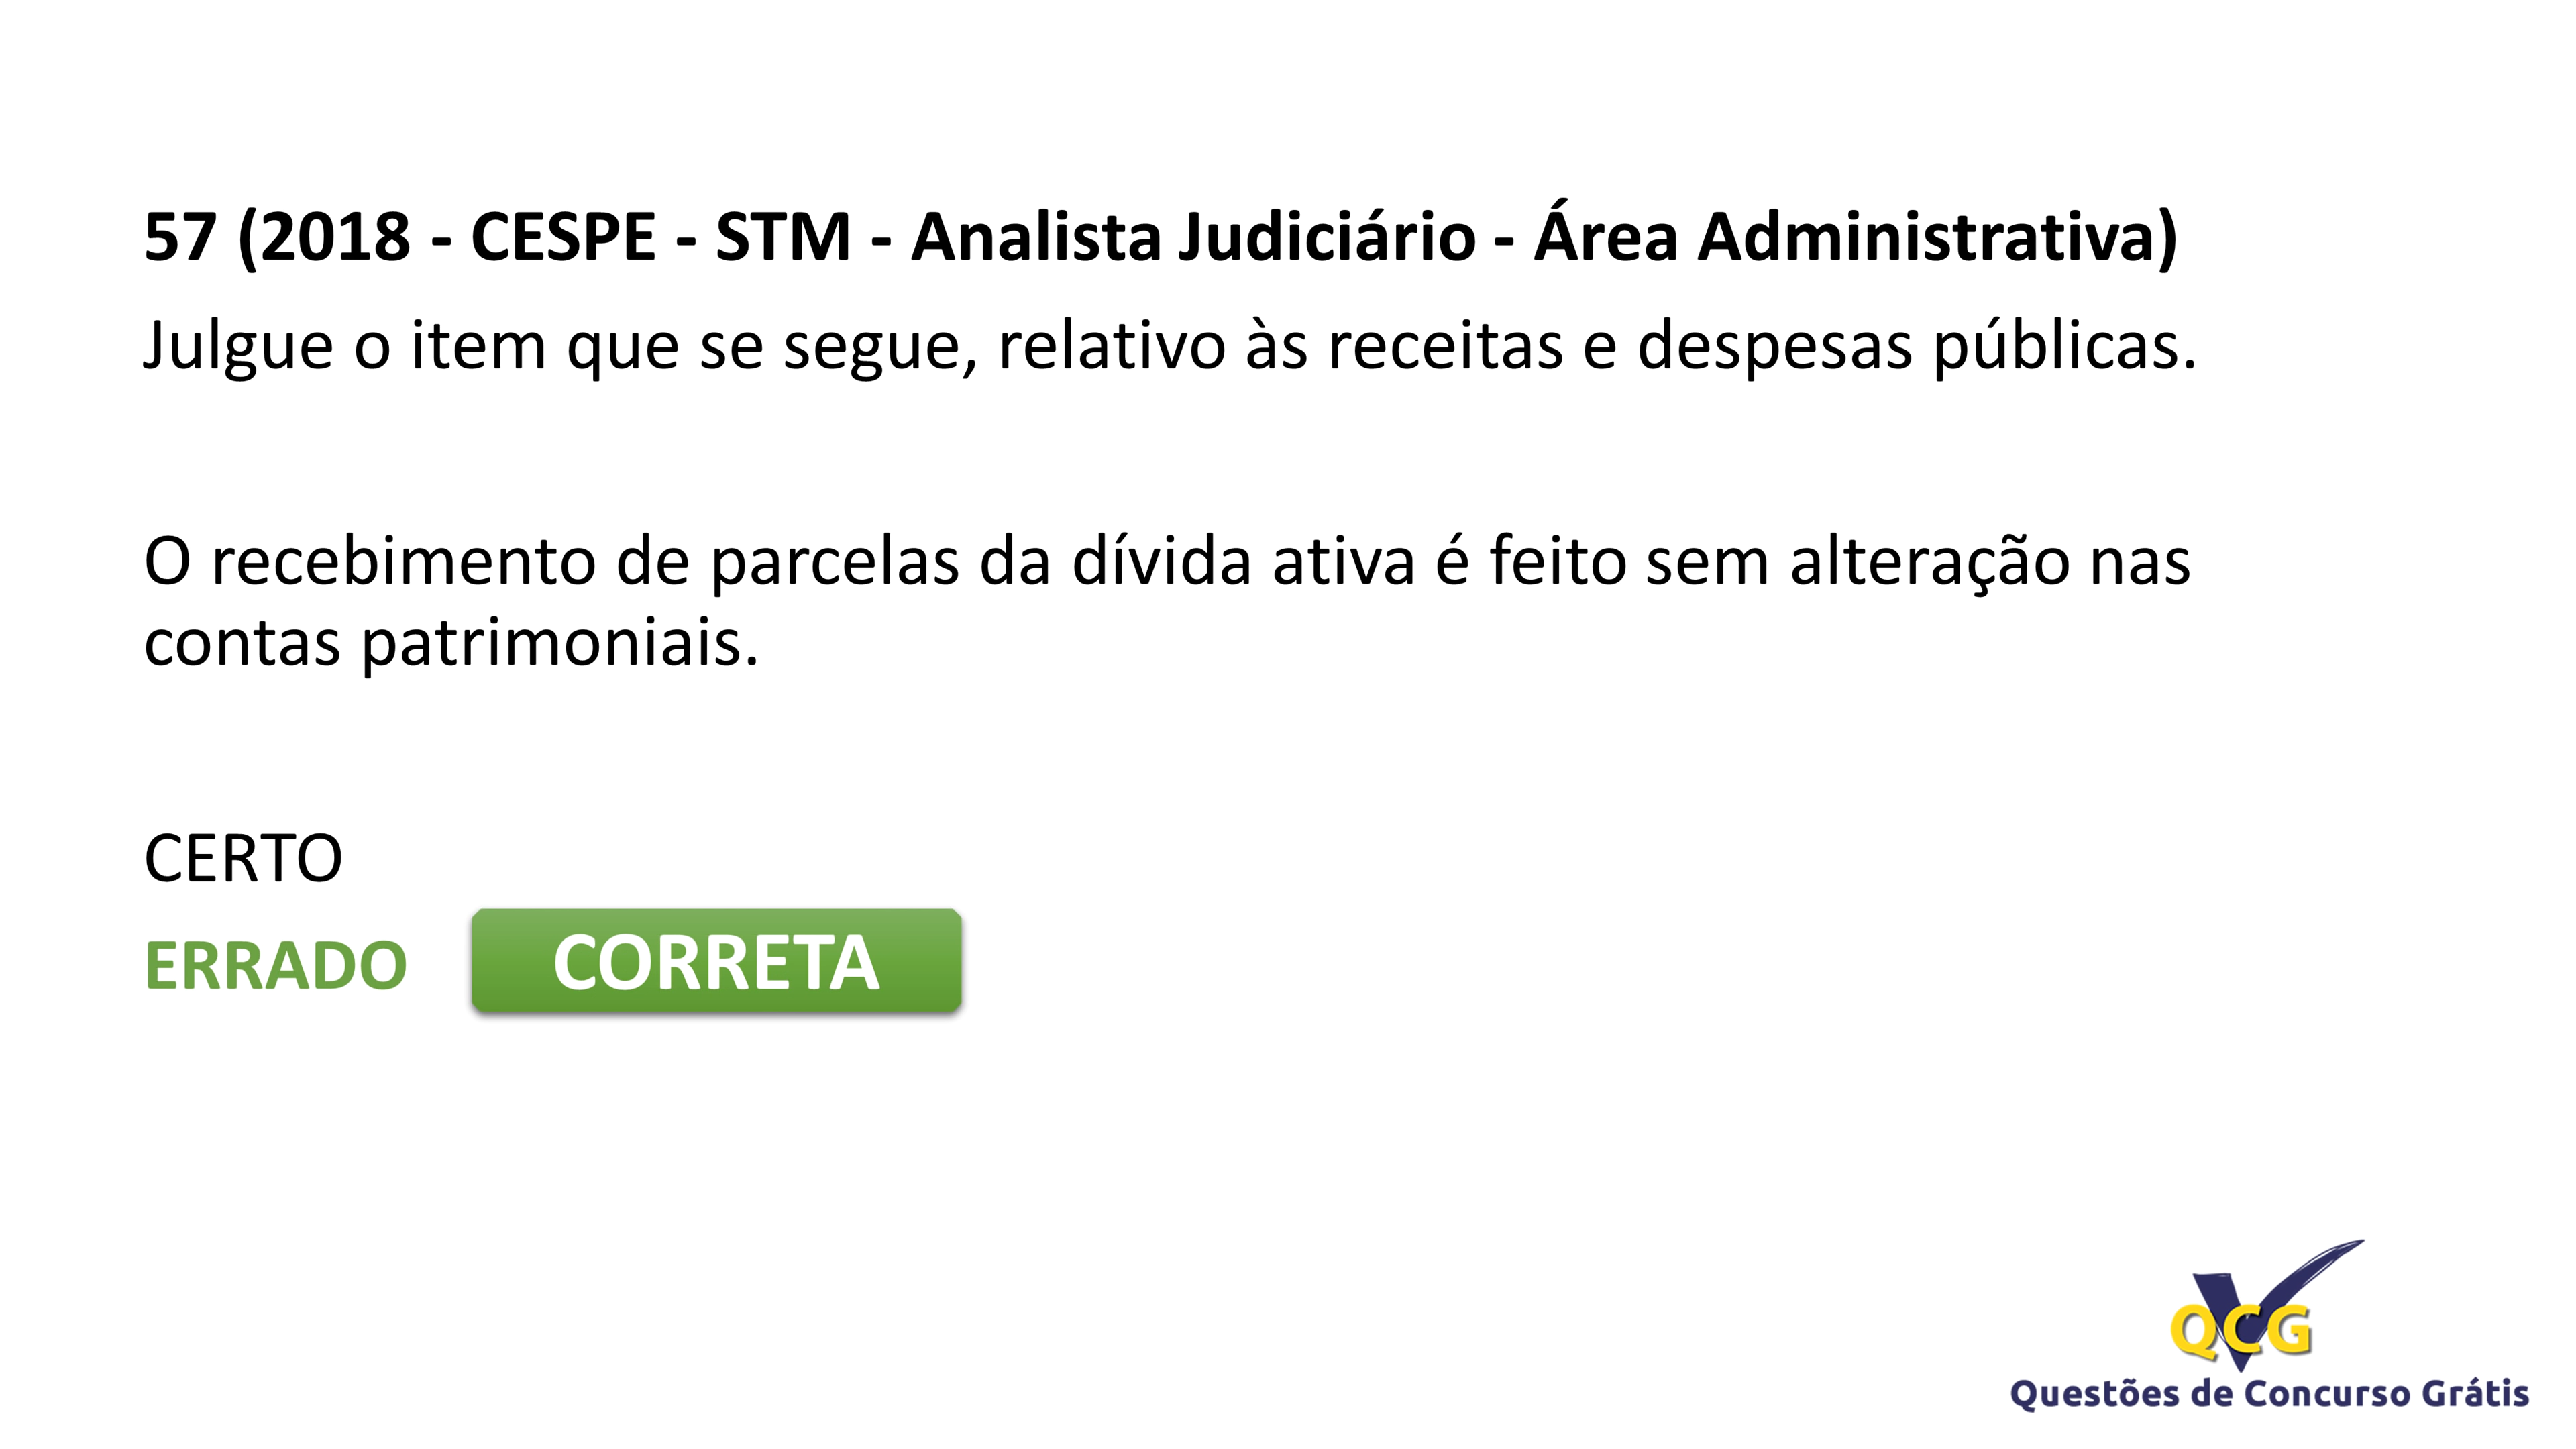 57 (2018 - CESPE - STM - Analista Judiciário - Área Administrativa)
Julgue o item que se segue, relativo às receitas e despesas públicas.
O recebimento de parcelas da dívida ativa é feito sem alteração nas
contas patrimoniais.
CERTO
ERRADO CORRETA
QCG
Questões de Concurso Grátis